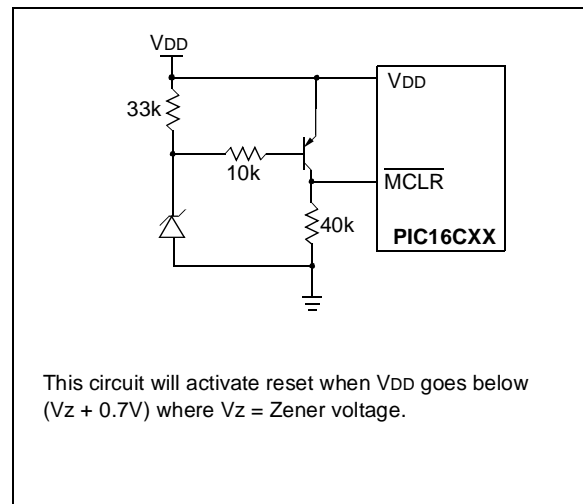 VDD
33k
VDD
10k
MCLR
40k
PIC16CXX
This circuit will activate reset when VDD goes below
(Vz + 0.7V) where Vz = Zener voltage.